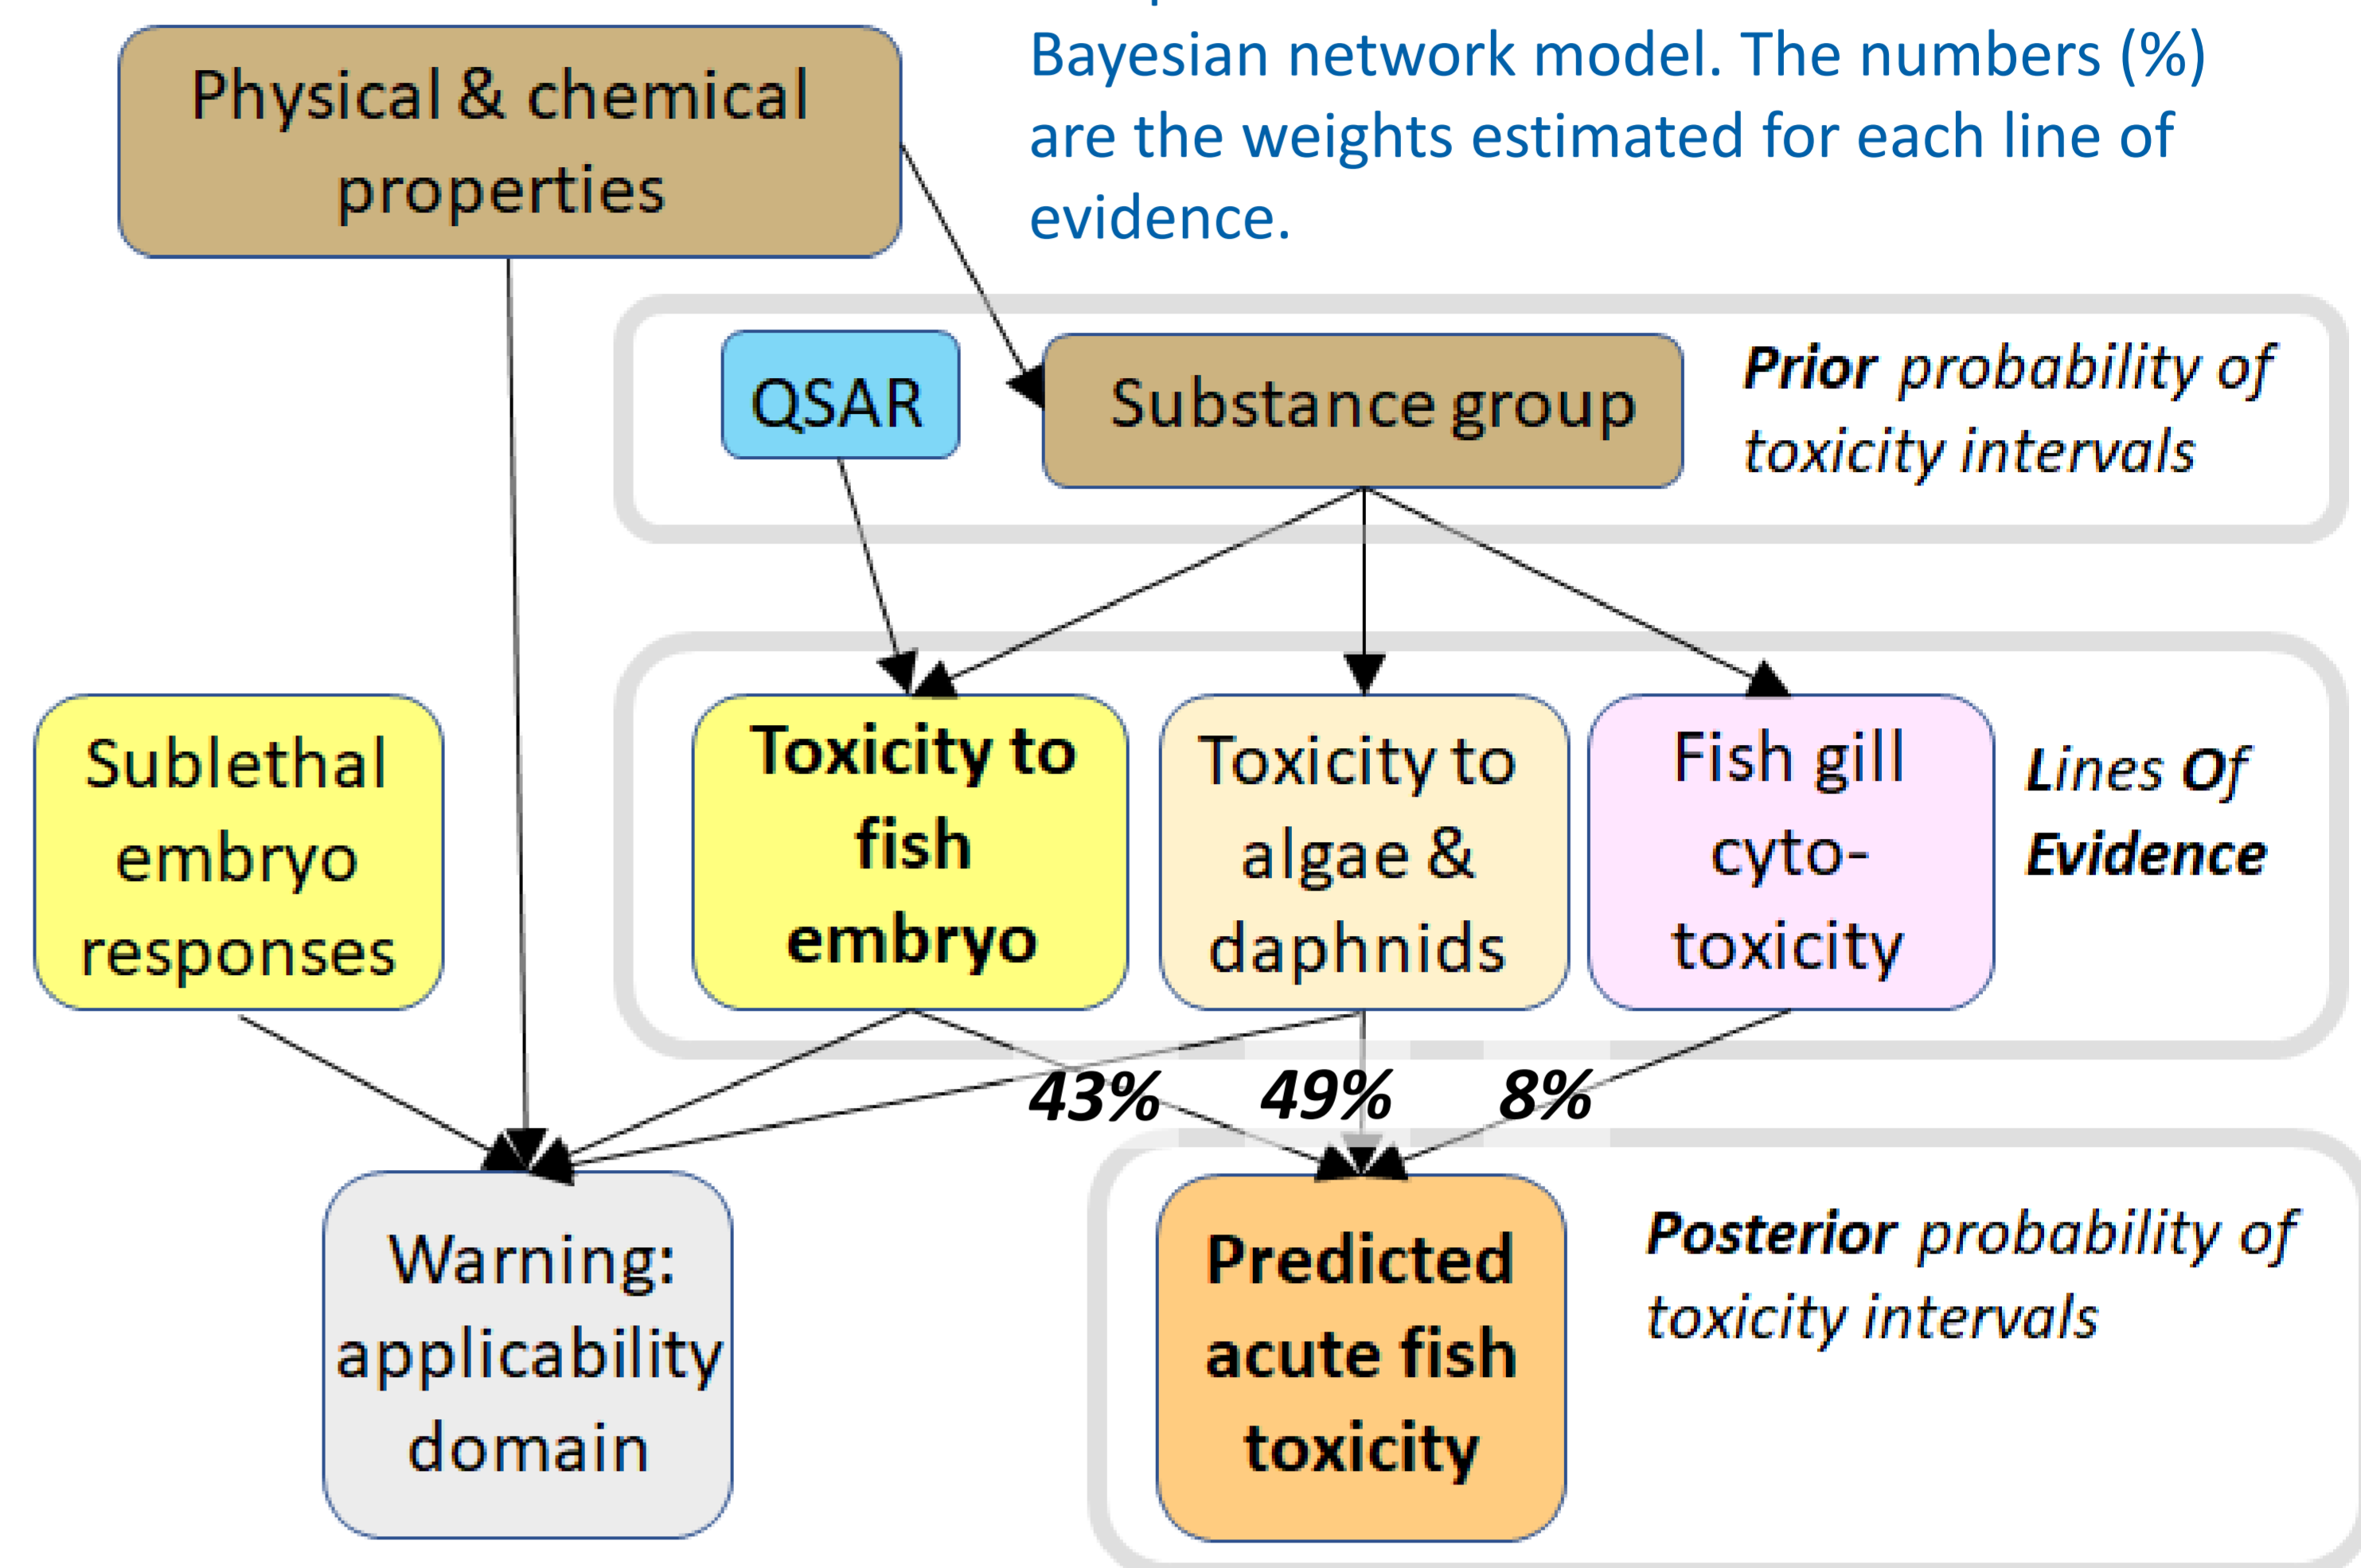 Bayesian network model. The numbers (%)
are the weights estimated for each line of
evidence.
Physical & chemical
properties
QSAR
Substance group
Prior probability of
toxicity intervals
Sublethal
embryo
responses
Toxicity to
fish
embryo
Toxicity to
algae &
daphnids
Fish gill
cyto-
toxicity
Lines Of
Evidence
43%
49%
8%
Warning:
applicability
domain
Predicted
acute fish
toxicity
Posterior probability of
toxicity intervals